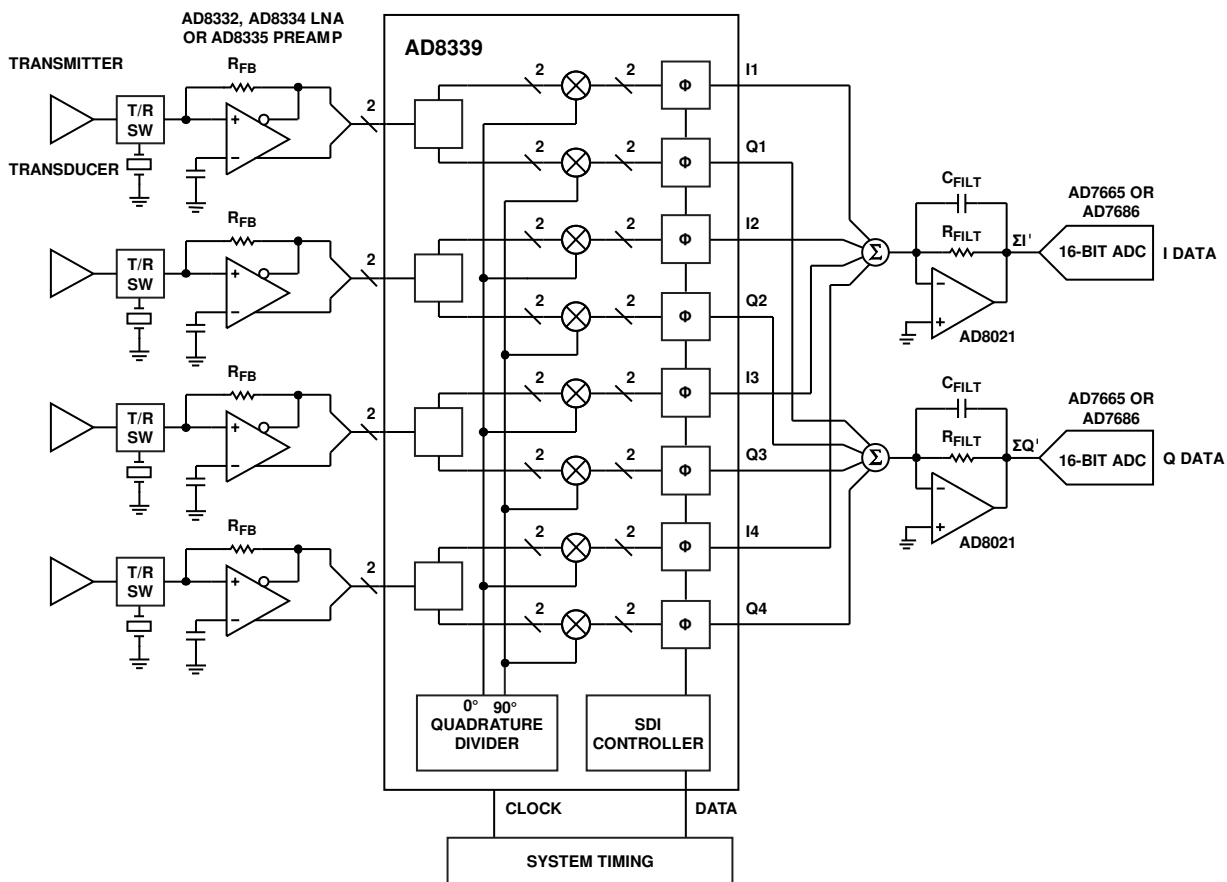 AD8332, AD8334 LNA
OR AD8335 PREAMP
AD8339
TRANSMITTER
RFB
2
2
2
Φ
I1
T/R
SW
+
−
2
TRANSDUCER
2
2
Φ
Q1
CFILT
AD7665 OR
AD7686
RFB
2
2
Φ
I2
RFILT
ΣI'
16-BIT ADC
I DATA
T/R
SW
+
−
2
Σ
−
+
AD8021
2
2
Φ
Q2
RFB
2
2
Φ
I3
CFILT
AD7665 OR
AD7686
T/R
SW
+
−
2
RFILT
ΣQ'
16-BIT ADC
Q DATA
2
2
Φ
Q3
Σ
−
+
AD8021
RFB
2
2
Φ
I4
T/R
SW
+
−
2
2
2
Φ
Q4
0° 90°
QUADRATURE
DIVIDER
SDI
CONTROLLER
CLOCK
DATA
SYSTEM TIMING